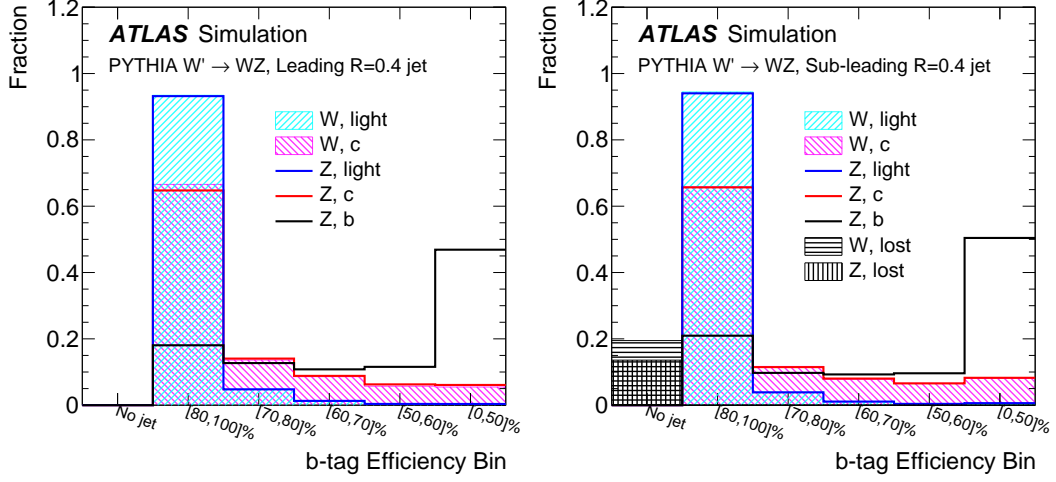 Fraction
1.2
1
0.8
0.6
0.4
0.2
0
ATLAS Simulation
PYTHIA W' → WZ, Leading R=0.4 jet
W, light
W, c
Z, light
Z, c
Z, b
No jet
[80,100]%
[70,80]%
[60,70]%
[50,60]%
[0,50]%
b-tag Efficiency Bin
Fraction
1.2
1
0.8
0.6
0.4
0.2
0
ATLAS Simulation
PYTHIA W' → WZ, Sub-leading R=0.4 jet
W, light
W, c
Z, light
Z, c
Z, b
W, lost
Z, lost
No jet
[80,100]%
[70,80]%
[60,70]%
[50,60]%
[0,50]%
b-tag Efficiency Bin